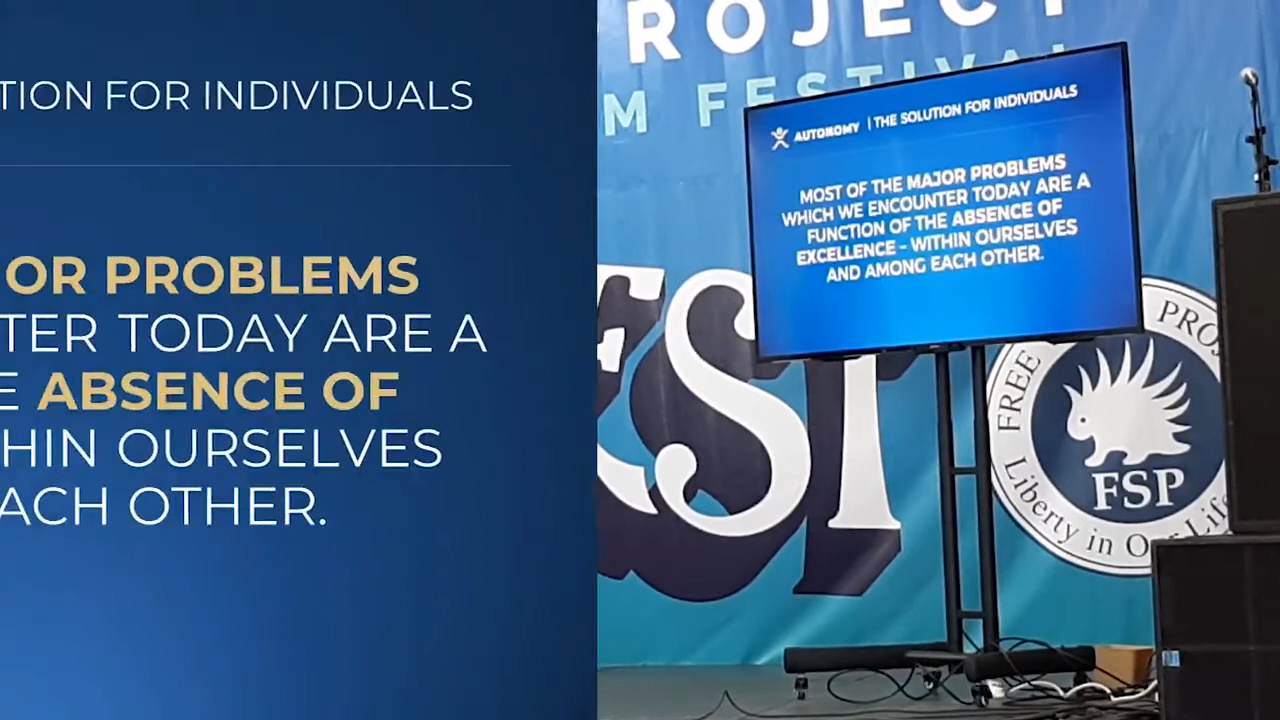 TION FOR INDIVIDUALS
OR PROBLEMS
TER TODAY ARE A
E ABSENCE OF
HIN OURSELVES
ACH OTHER.
ROJECT
M FESTIVAL
AUTONOMY | THE SOLUTION FOR INDIVIDUALS
MOST OF THE MAJOR PROBLEMS
WHICH WE ENCOUNTER TODAY ARE A
FUNCTION OF THE ABSENCE OF
EXCELLENCE - WITHIN OURSELVES
AND AMONG EACH OTHER.
EST
FREE PROJ
FSP
Liberty in Our Life